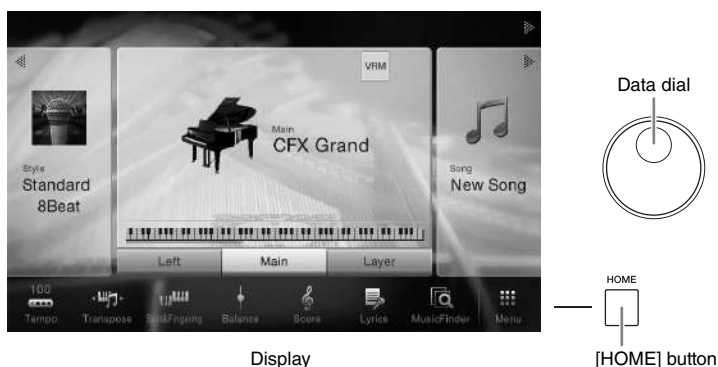 VRM
Main
CFX Grand
Style
Standard
8Beat
Song
New Song
Left
Main
Layer
100
Tempo
Transpose
Split&Fingering
Balance
Score
Lyrics
MusicFinder
Menu
Display
Data dial
HOME
[HOME] button